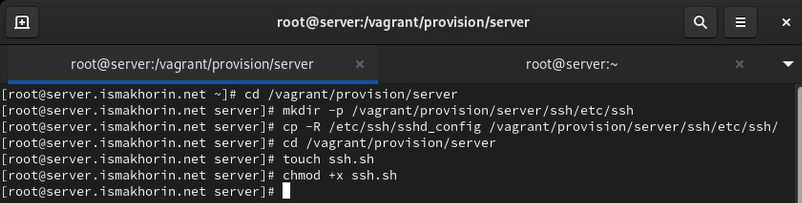 root@server:/vagrant/provision/server
root@server:/vagrant/provision/server
root@server:~
[root@server.ismakhorin.net ~]# cd /vagrant/provision/server
[root@server.ismakhorin.net server]# mkdir -p /vagrant/provision/server/ssh/etc/ssh
[root@server.ismakhorin.net server]# cp -R /etc/ssh/sshd_config /vagrant/provision/server/ssh/etc/ssh/
[root@server.ismakhorin.net server]# cd /vagrant/provision/server
[root@server.ismakhorin.net server]# touch ssh.sh
[root@server.ismakhorin.net server]# chmod +x ssh.sh
[root@server.ismakhorin.net server]#